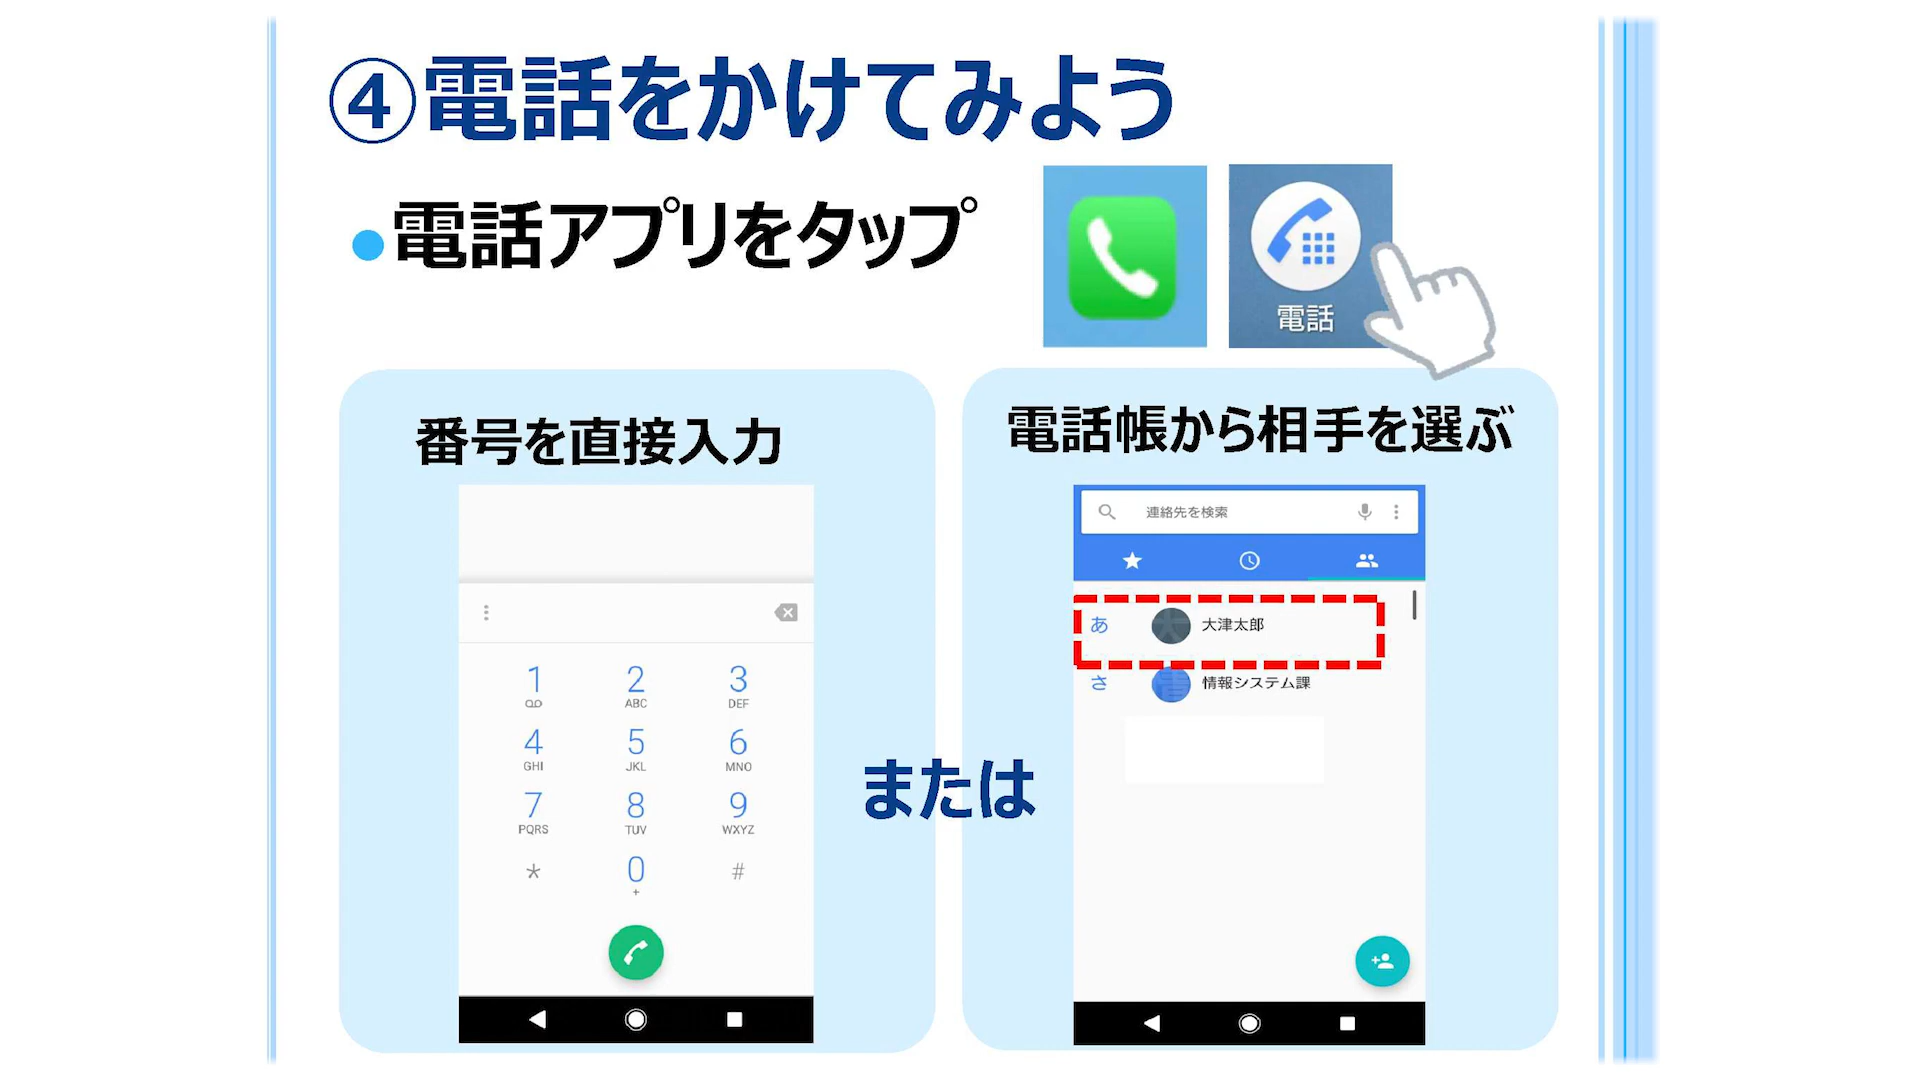 ④電話をかけてみよう
●電話アプリをタップ
電話
番号を直接入力
1
2
ABC
3
DEF
4
GHI
5
JKL
6
MNO
7
PQRS
8
TUV
9
WXYZ
*
0
+
#
または
電話帳から相手を選ぶ
連絡先を検索
あ
大津太郎
さ
情報システム課